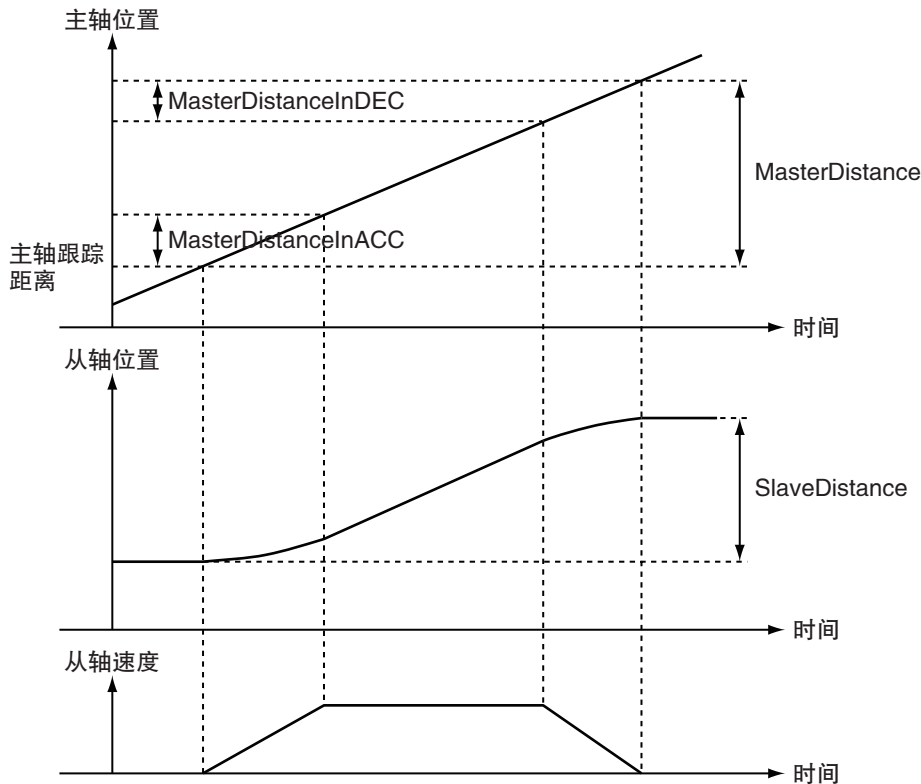 主轴位置
MasterDistanceInDEC
MasterDistance
MasterDistanceInACC
主轴跟踪
距离
时间
从轴位置
SlaveDistance
时间
从轴速度
时间